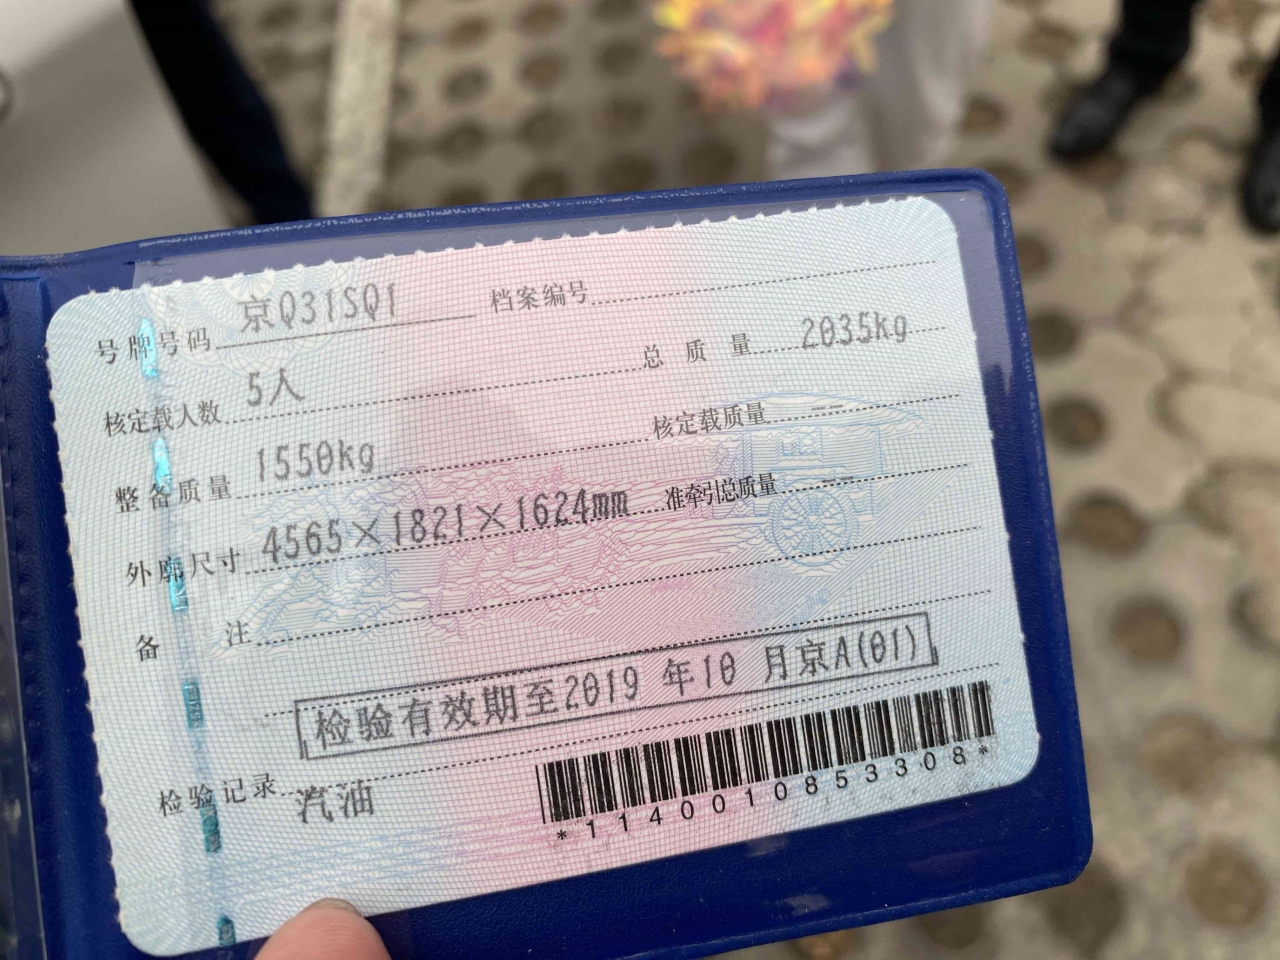 号牌号码 京Q31SQ1 档案编号
核定载人数 5人 总质量 2035kg
整备质量 1550kg 核定载质量 ---
外廓尺寸 4565×1821×1624mm 准牵引总质量 ---
备注
检验有效期至2019 年10 月京A(01)
检验记录 汽油
*1140010853308*